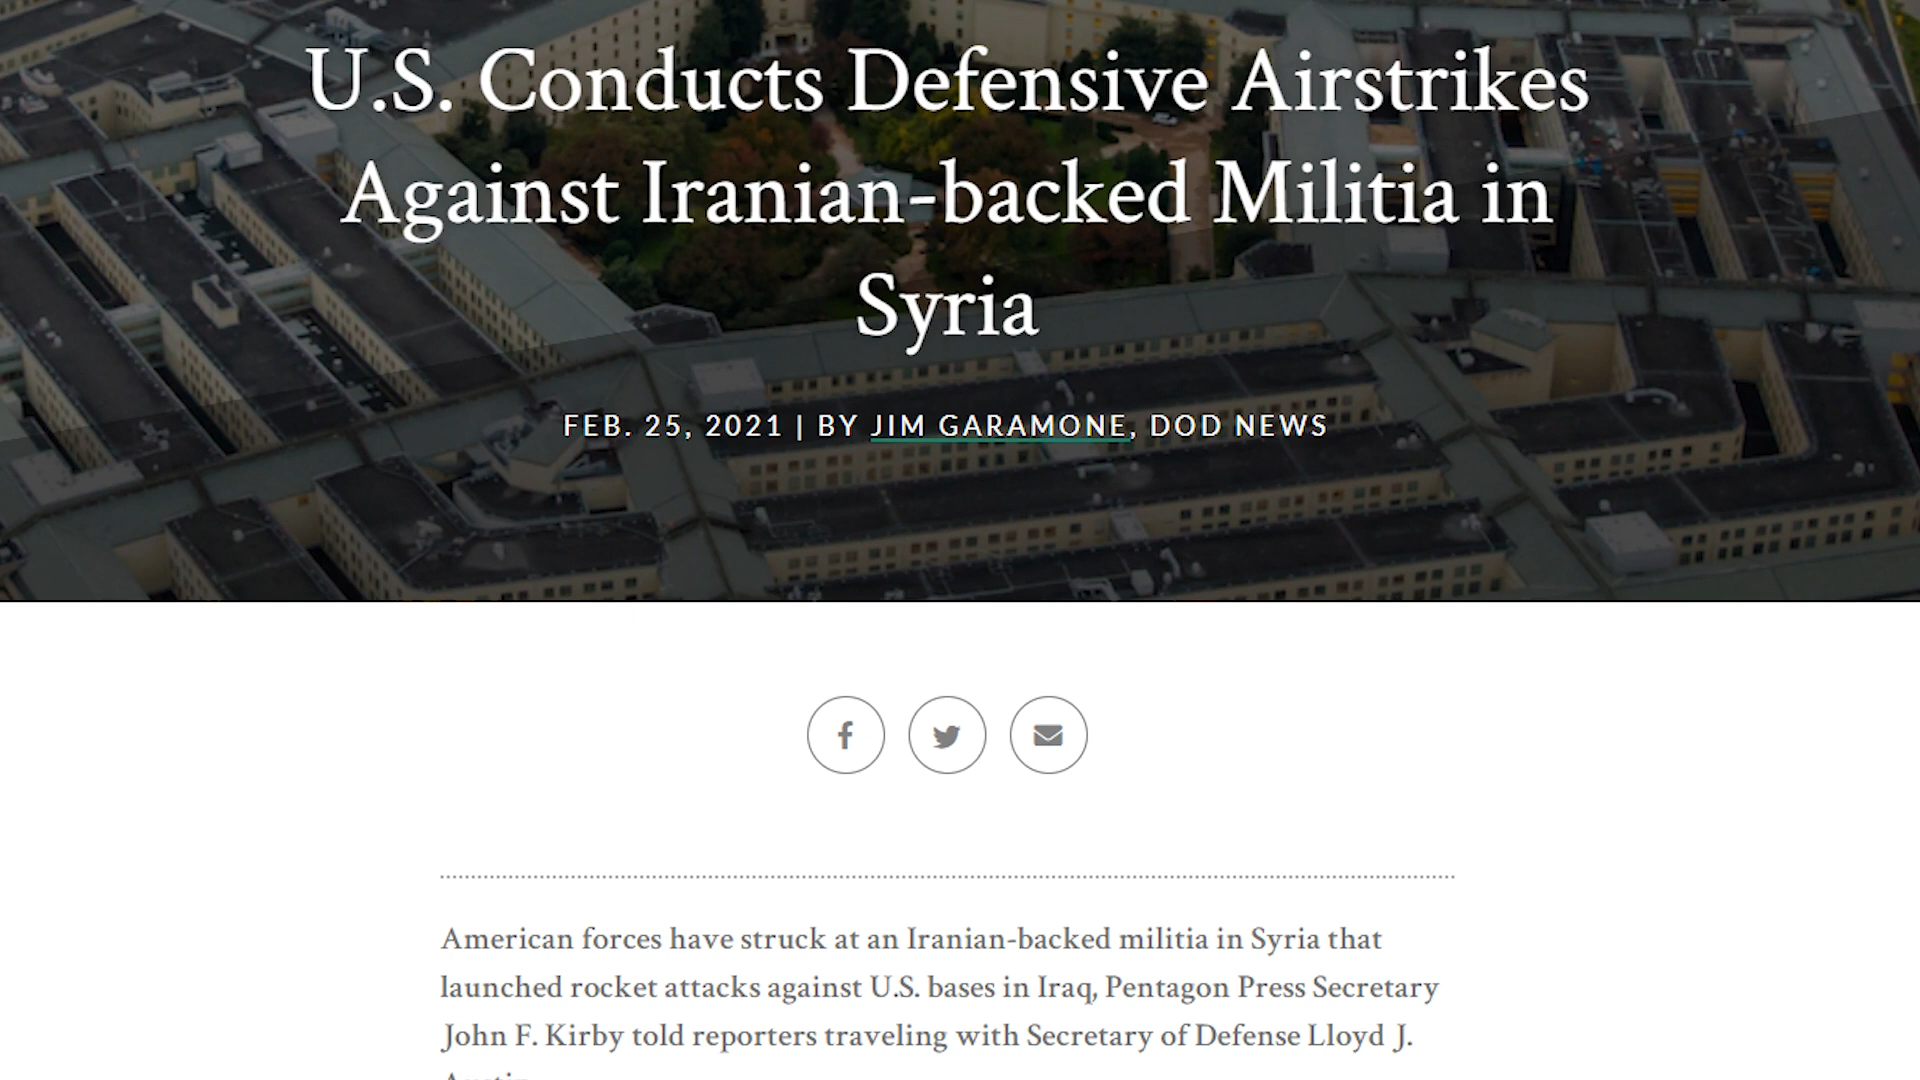 U.S. Conducts Defensive Airstrikes
Against Iranian-backed Militia in
Syria
FEB. 25, 2021 | BY JIM GARAMONE, DOD NEWS
American forces have struck at an Iranian-backed militia in Syria that
launched rocket attacks against U.S. bases in Iraq, Pentagon Press Secretary
John F. Kirby told reporters traveling with Secretary of Defense Lloyd J.